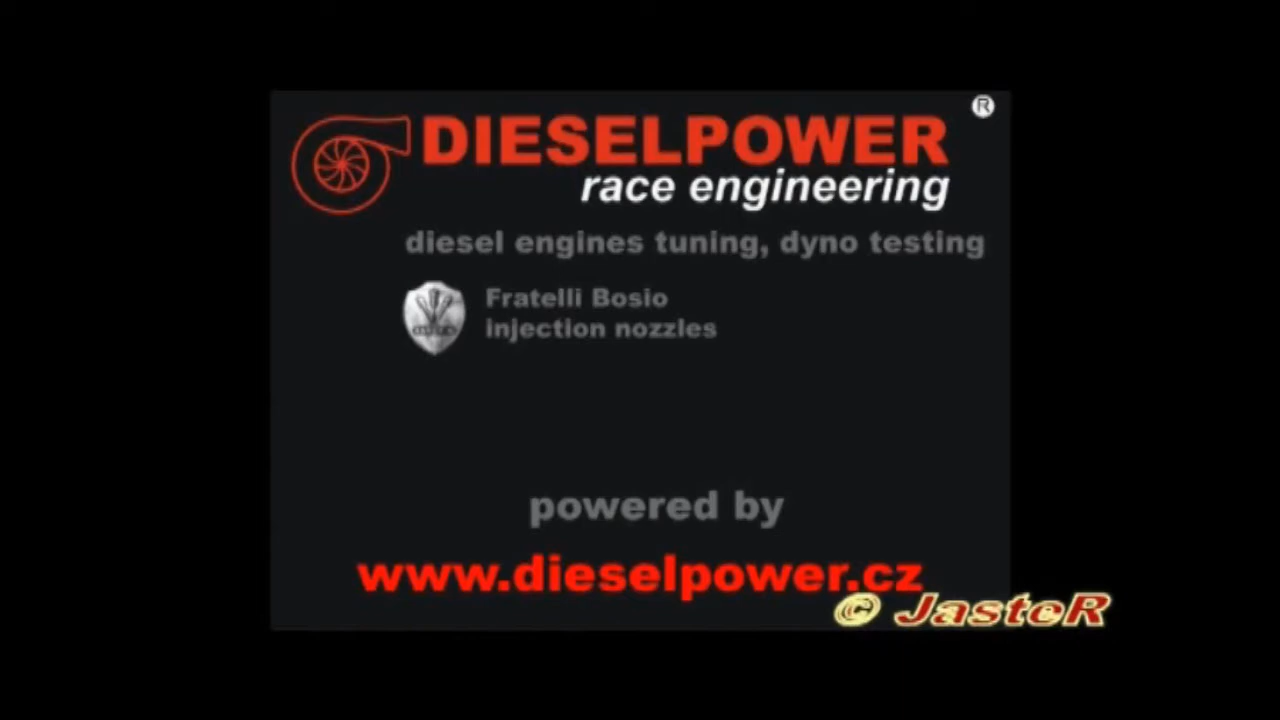 ®
DIESELPOWER
race engineering
diesel engines tuning, dyno testing
Fratelli Bosio
injection nozzles
powered by
www.dieselpower.cz
© JasteR